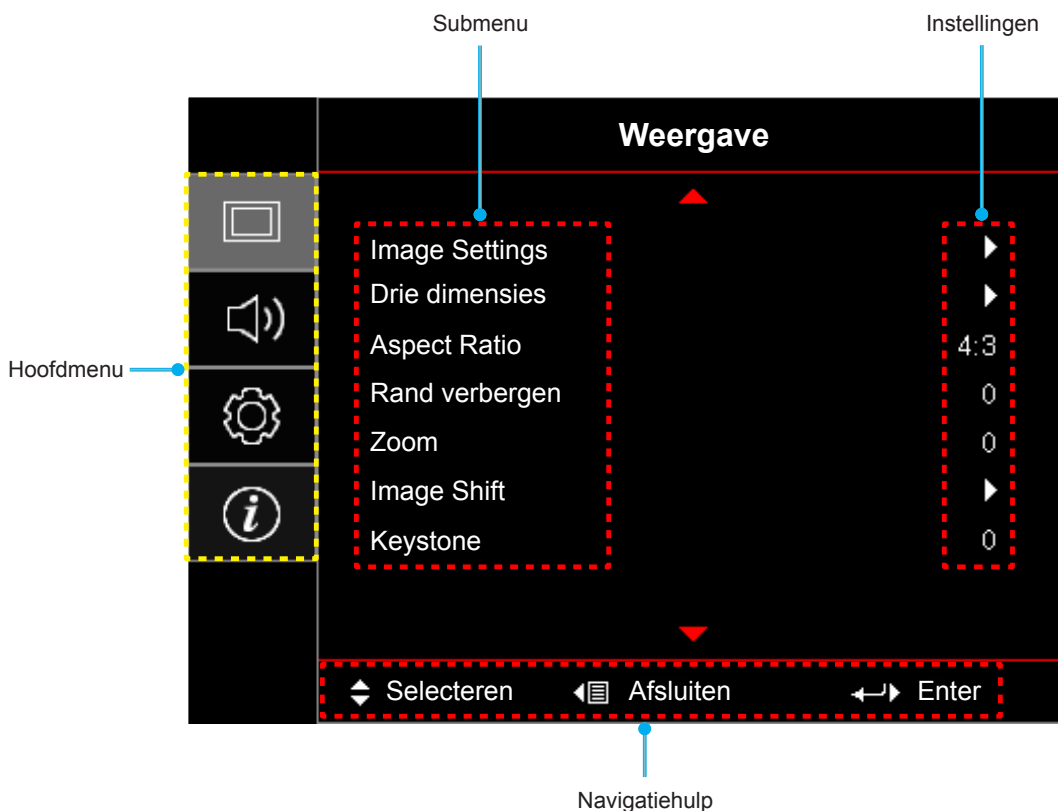 Submenu
Instellingen
Weergave
Image Settings
Drie dimensies
Aspect Ratio 4:3
Hoofdmenu
Rand verbergen 0
Zoom 0
Image Shift
Keystone 0
Selecteren Afsluiten Enter
Navigatiehulp